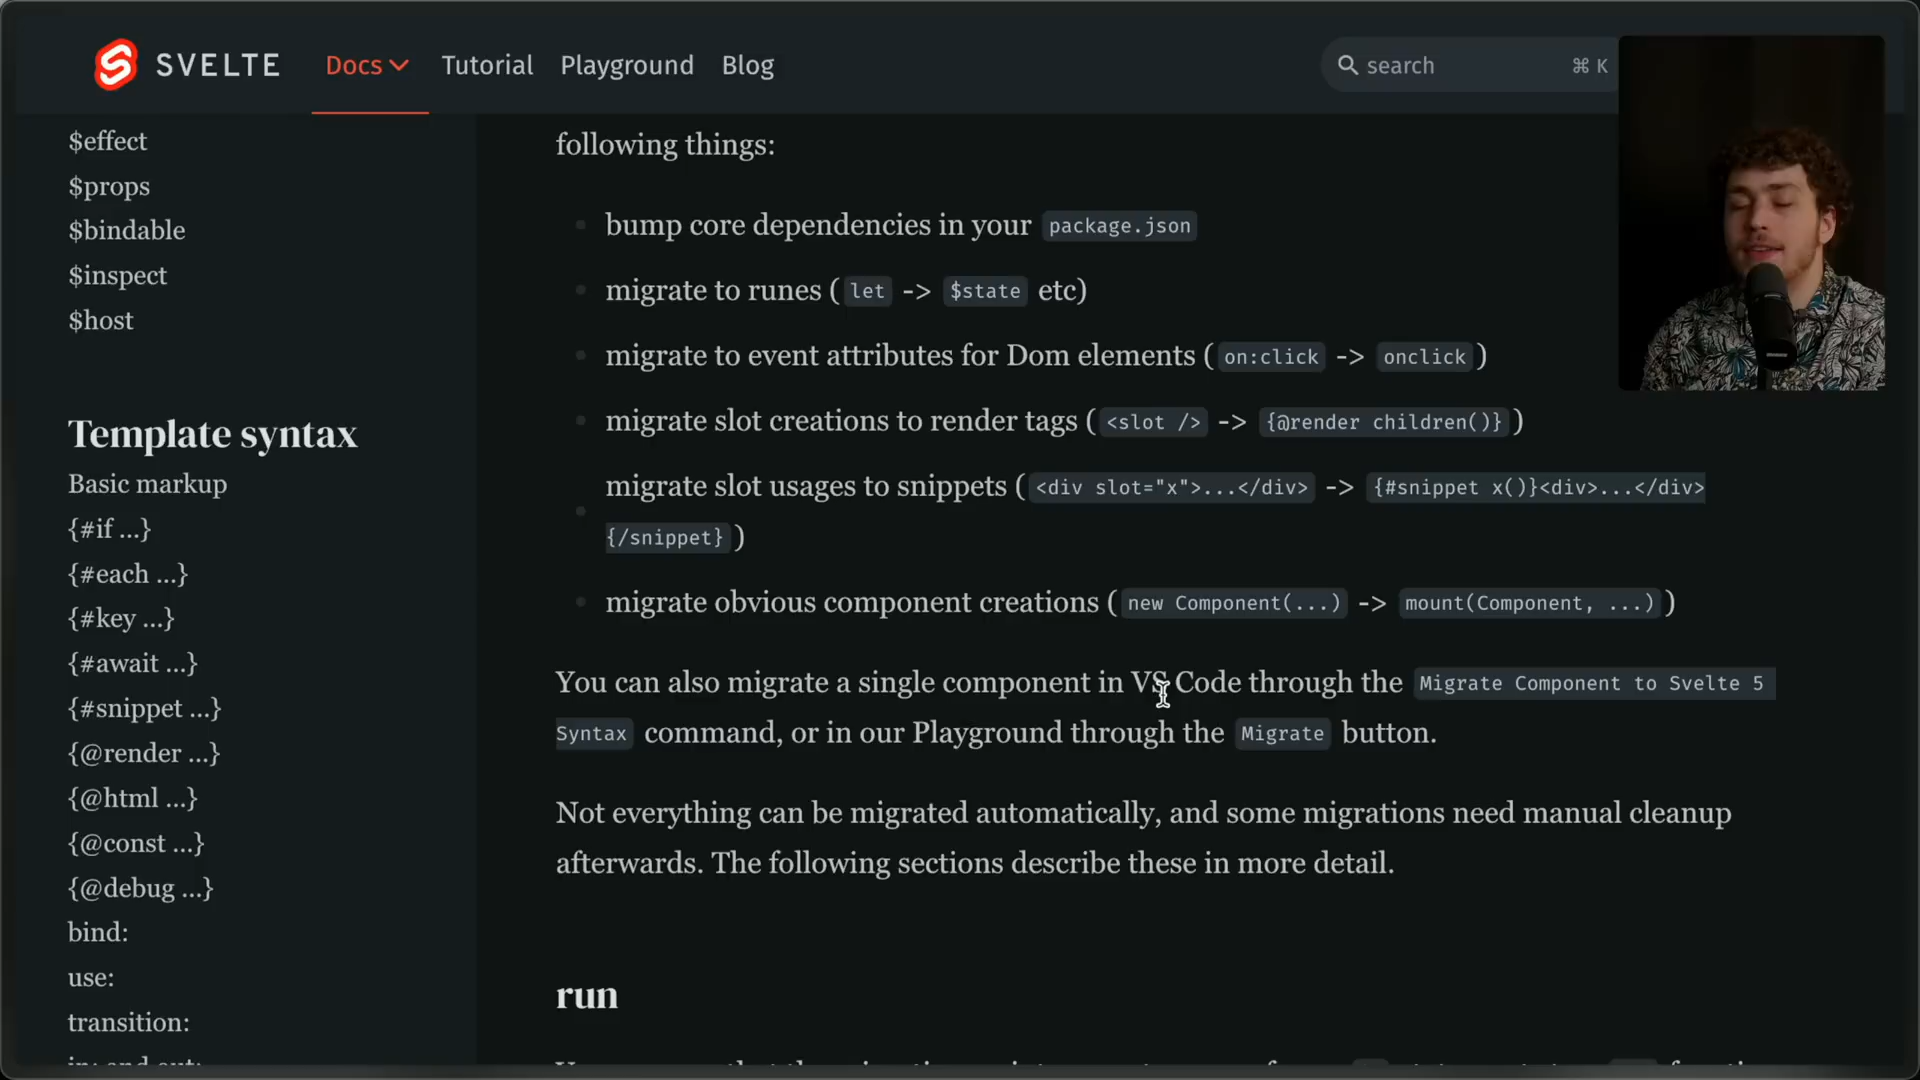 SVELTE
Docs
Tutorial
Playground
Blog
search
⌘ K
$effect
$props
$bindable
$inspect
$host
Template syntax
Basic markup
{#if ...}
{#each ...}
{#key ...}
{#await ...}
{#snippet ...}
{@render ...}
{@html ...}
{@const ...}
{@debug ...}
bind:
use:
transition:
following things:
bump core dependencies in your package.json
migrate to runes ( let -> $state etc)
migrate to event attributes for Dom elements ( on:click -> onclick )
migrate slot creations to render tags ( <slot /> -> {@render children()} )
migrate slot usages to snippets ( <div slot="x">...</div> -> {#snippet x()}<div>...</div>
{/snippet} )
migrate obvious component creations ( new Component(...) -> mount(Component, ...) )
You can also migrate a single component in VS Code through the Migrate Component to Svelte 5
Syntax command, or in our Playground through the Migrate button.
Not everything can be migrated automatically, and some migrations need manual cleanup
afterwards. The following sections describe these in more detail.
run